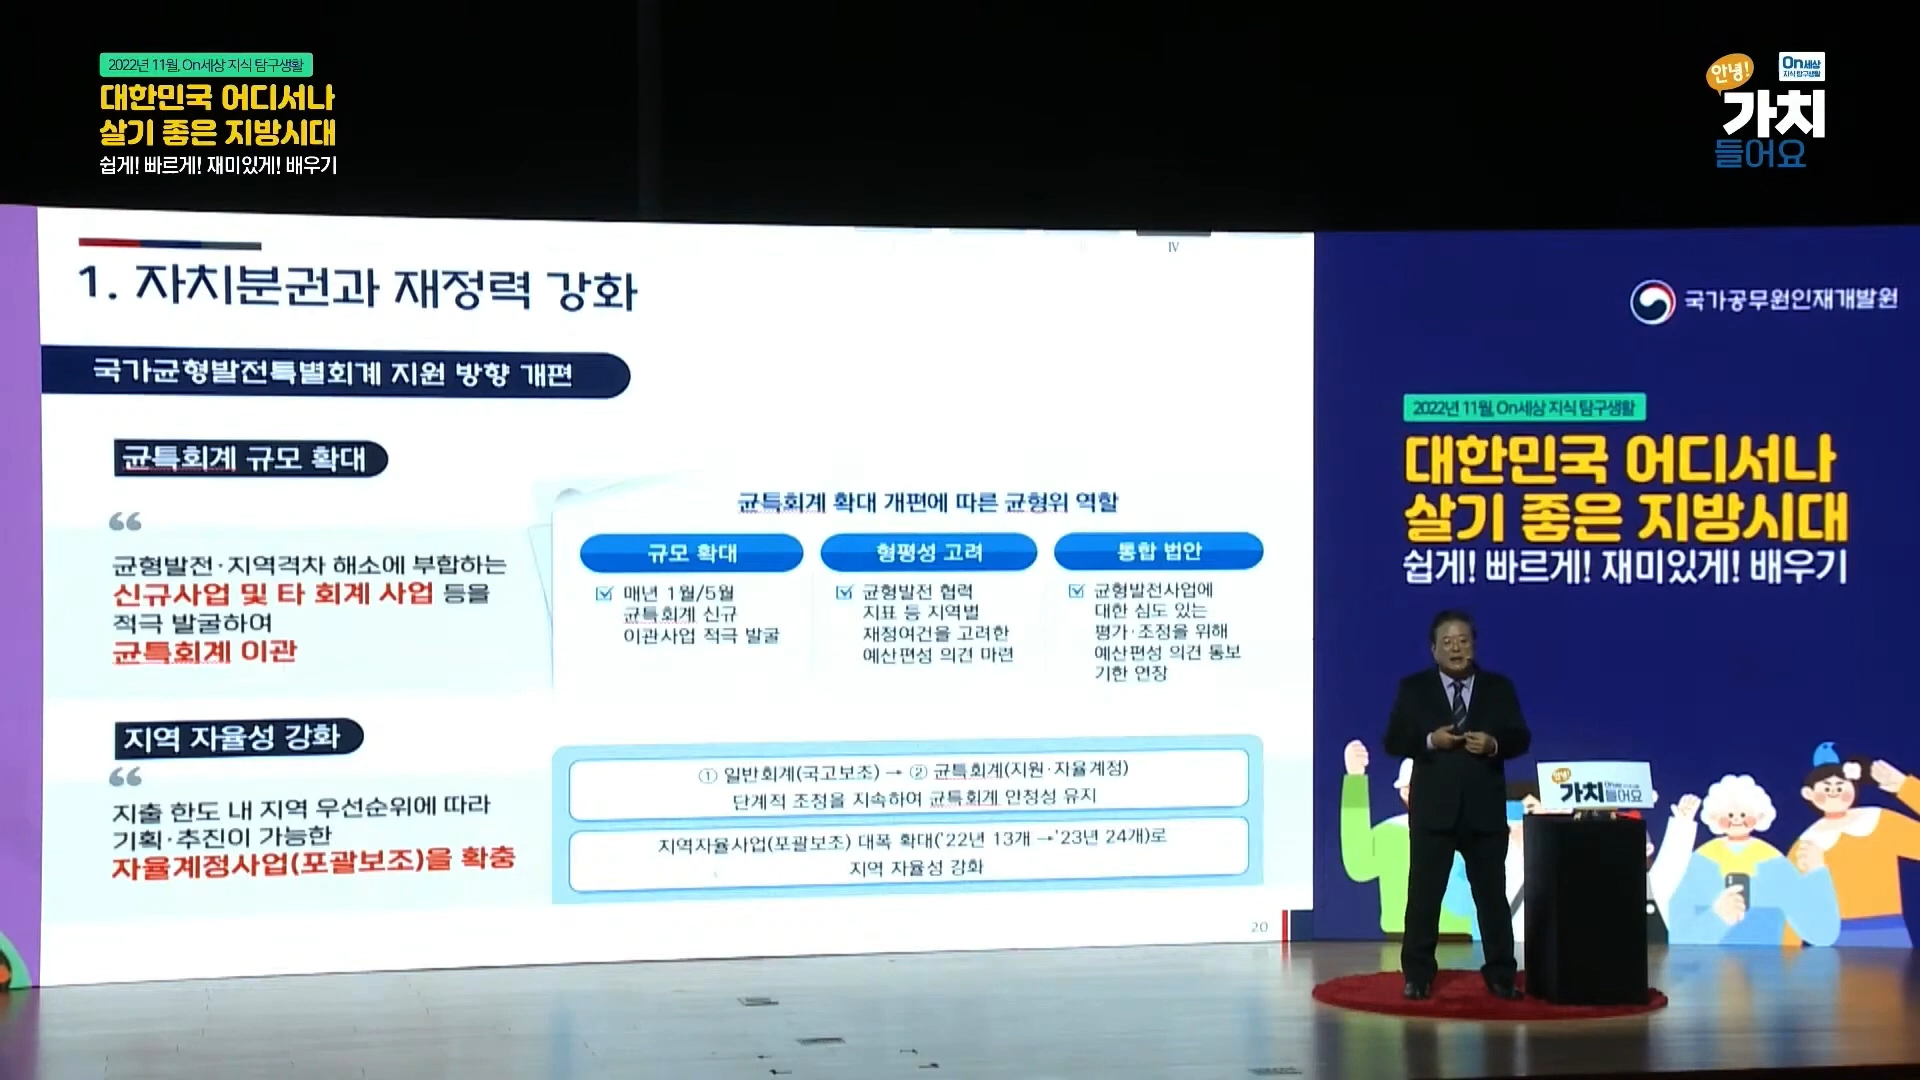 2022년 11월, On세상 지식 탐구생활
대한민국 어디서나
살기 좋은 지방시대
쉽게! 빠르게! 재미있게! 배우기
안녕!
On세상
지식 탐구생활
가치
들어요
IV
1. 자치분권과 재정력 강화
국가균형발전특별회계 지원 방향 개편
균특회계 규모 확대
균형발전·지역격차 해소에 부합하는
신규사업 및 타 회계 사업 등을
적극 발굴하여
균특회계 이관
균특회계 확대 개편에 따른 균형위 역할
규모 확대
매년 1월/5월
균특회계 신규
이관사업 적극 발굴
형평성 고려
균형발전 협력
지표 등 지역별
재정여건을 고려한
예산편성 의견 마련
통합 법안
균형발전사업에
대한 심도 있는
평가·조정을 위해
예산편성 의견 통보
기한 연장
지역 자율성 강화
지출 한도 내 지역 우선순위에 따라
기획·추진이 가능한
자율계정사업(포괄보조)을 확충
① 일반회계(국고보조) → ② 균특회계(지원·자율계정)
단계적 조정을 지속하여 균특회계 안정성 유지
지역자율사업(포괄보조) 대폭 확대('22년 13개 →'23년 24개)로
지역 자율성 강화
20
국가공무원인재개발원
2022년 11월, On세상 지식 탐구생활
대한민국 어디서나
살기 좋은 지방시대
쉽게! 빠르게! 재미있게! 배우기
안녕!
가치들어요